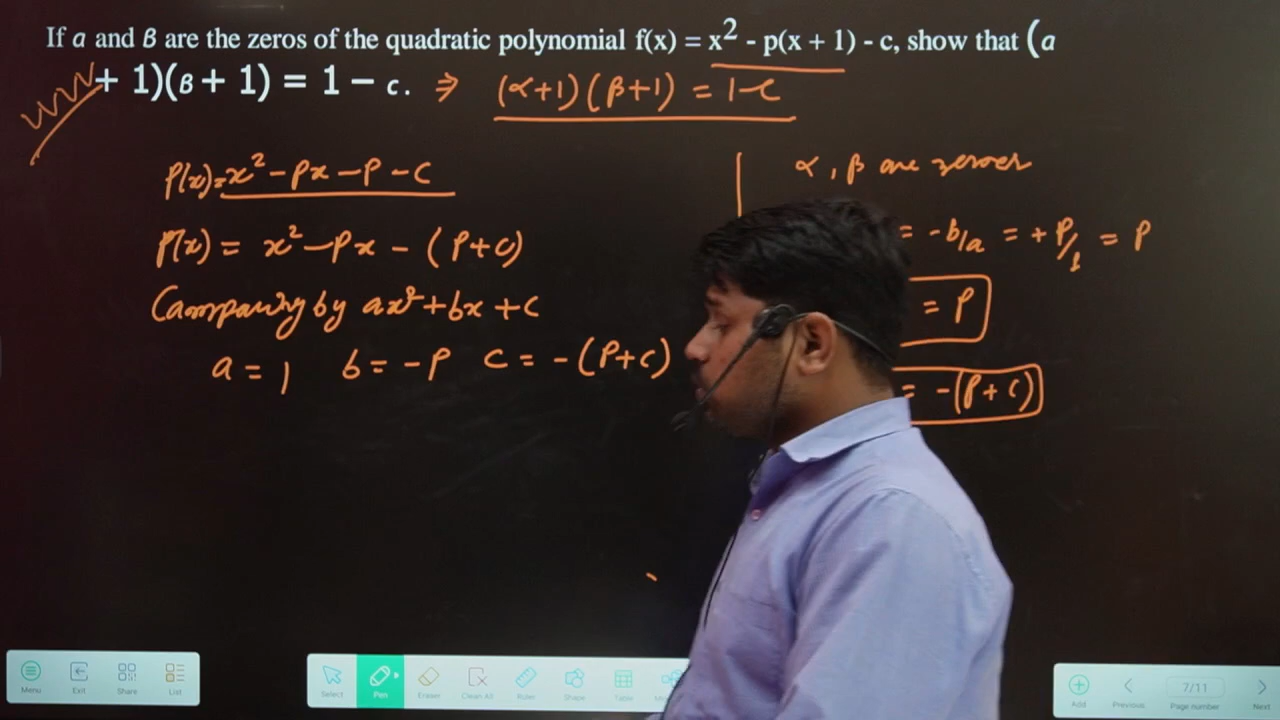 If a and B are the zeros of the quadratic polynomial f(x) = x² - p(x + 1) - c, show that (a
+ 1)(B + 1) = 1 - c. ⇒ (α+1)(β+1) = 1-c
P(x) = x² - Px - P - C
P(x) = x² - Px - (P+C)
Comparing by ax²+bx+c
a = 1 b = -P c = -(P+C)
α, β are zeroes
= -b/a = +P/1 = P
= P
= -(P+C)
Menu Exit Share List
Select Pen Eraser Clean All Ruler Shape Table
Add Previous 7/11 Page number Next